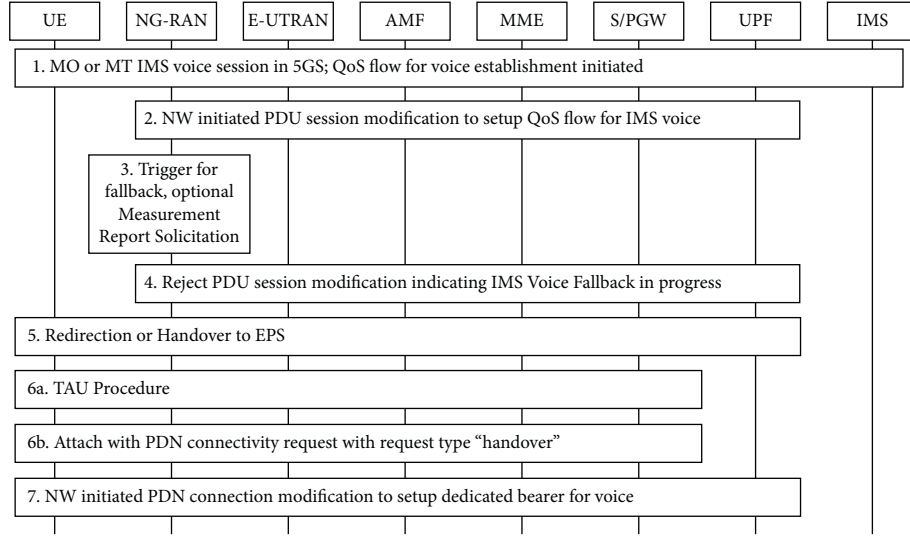 UE NG-RAN E-UTRAN AMF MME S/PGW UPF IMS
1. MO or MT IMS voice session in 5GS; QoS flow for voice establishment initiated
2. NW initiated PDU session modification to setup QoS flow for IMS voice
3. Trigger for
fallback, optional
Measurement
Report Solicitation
4. Reject PDU session modification indicating IMS Voice Fallback in progress
5. Redirection or Handover to EPS
6a. TAU Procedure
6b. Attach with PDN connectivity request with request type “handover”
7. NW initiated PDN connection modification to setup dedicated bearer for voice